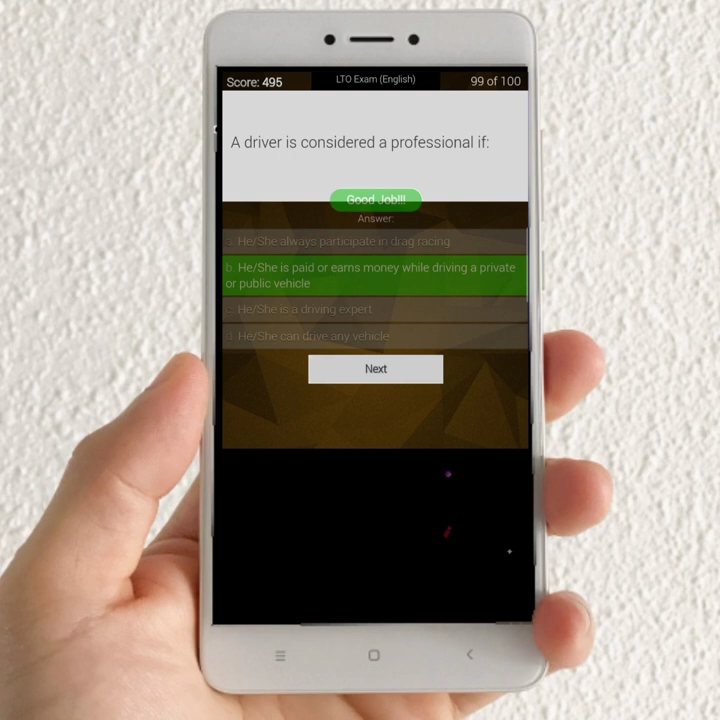 Score: 495
LTO Exam (English)
99 of 100
A driver is considered a professional if:
Good Job!!!
Answer:
a. He/She always participate in drag racing
b. He/She is paid or earns money while driving a private
or public vehicle
c. He/She is a driving expert
d. He/She can drive any vehicle
Next